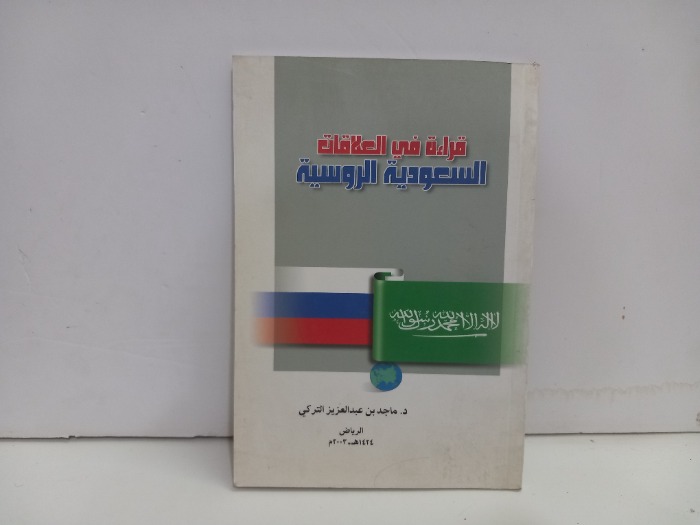 قراءة في العلاقات
السعودية الروسية
لا إله إلا الله محمد رسول الله
د. ماجد بن عبدالعزيز التركي
الرياض
١٤٢٤هـ ٢٠٠٣م